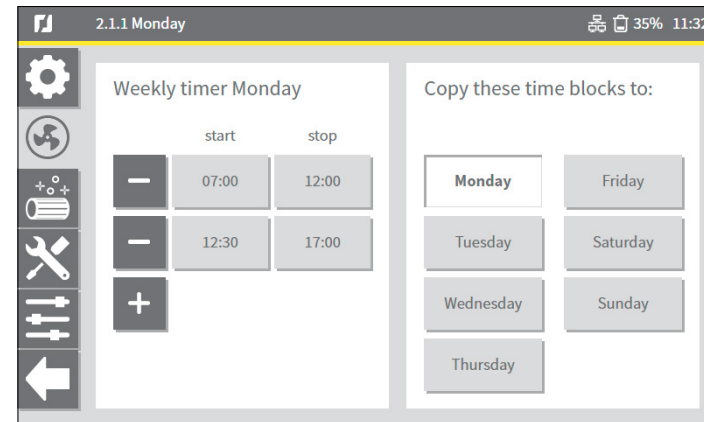 2.1.1 Monday
35% 11:32
Weekly timer Monday
start stop
07:00 12:00
12:30 17:00
Copy these time blocks to:
Monday Friday
Tuesday Saturday
Wednesday Sunday
Thursday